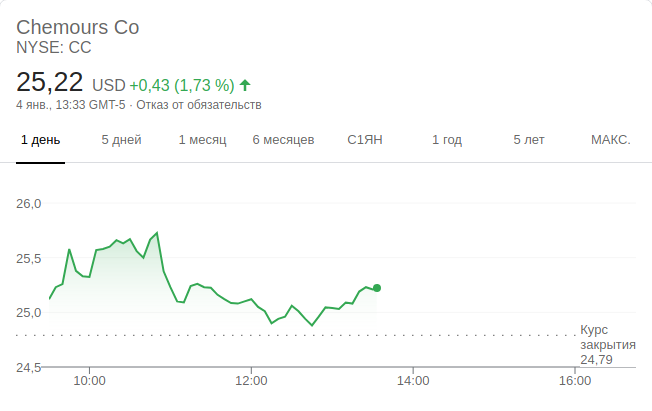 Chemours Co
NYSE: CC
25,22 USD +0,43 (1,73 %)
4 янв., 13:33 GMT-5 · Отказ от обязательств
1 день 5 дней 1 месяц 6 месяцев С1ЯН 1 год 5 лет МАКС.
26,0
25,5
25,0
Курс
закрытия
24,79
24,5
10:00 12:00 14:00 16:00